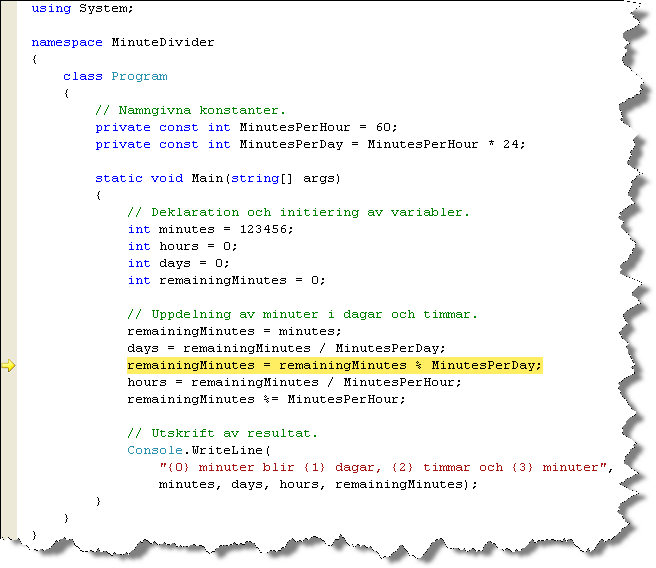 using System;

namespace MinuteDivider
{
    class Program
    {
        // Namngivna konstanter.
        private const int MinutesPerHour = 60;
        private const int MinutesPerDay = MinutesPerHour * 24;

        static void Main(string[] args)
        {
            // Deklaration och initiering av variabler.
            int minutes = 123456;
            int hours = 0;
            int days = 0;
            int remainingMinutes = 0;

            // Uppdelning av minuter i dagar och timmar.
            remainingMinutes = minutes;
            days = remainingMinutes / MinutesPerDay;
            remainingMinutes = remainingMinutes % MinutesPerDay;
            hours = remainingMinutes / MinutesPerHour;
            remainingMinutes %= MinutesPerHour;

            // Utskrift av resultat.
            Console.WriteLine(
                "{0} minuter blir {1} dagar, {2} timmar och {3} minuter",
                minutes, days, hours, remainingMinutes);
        }
    }
}